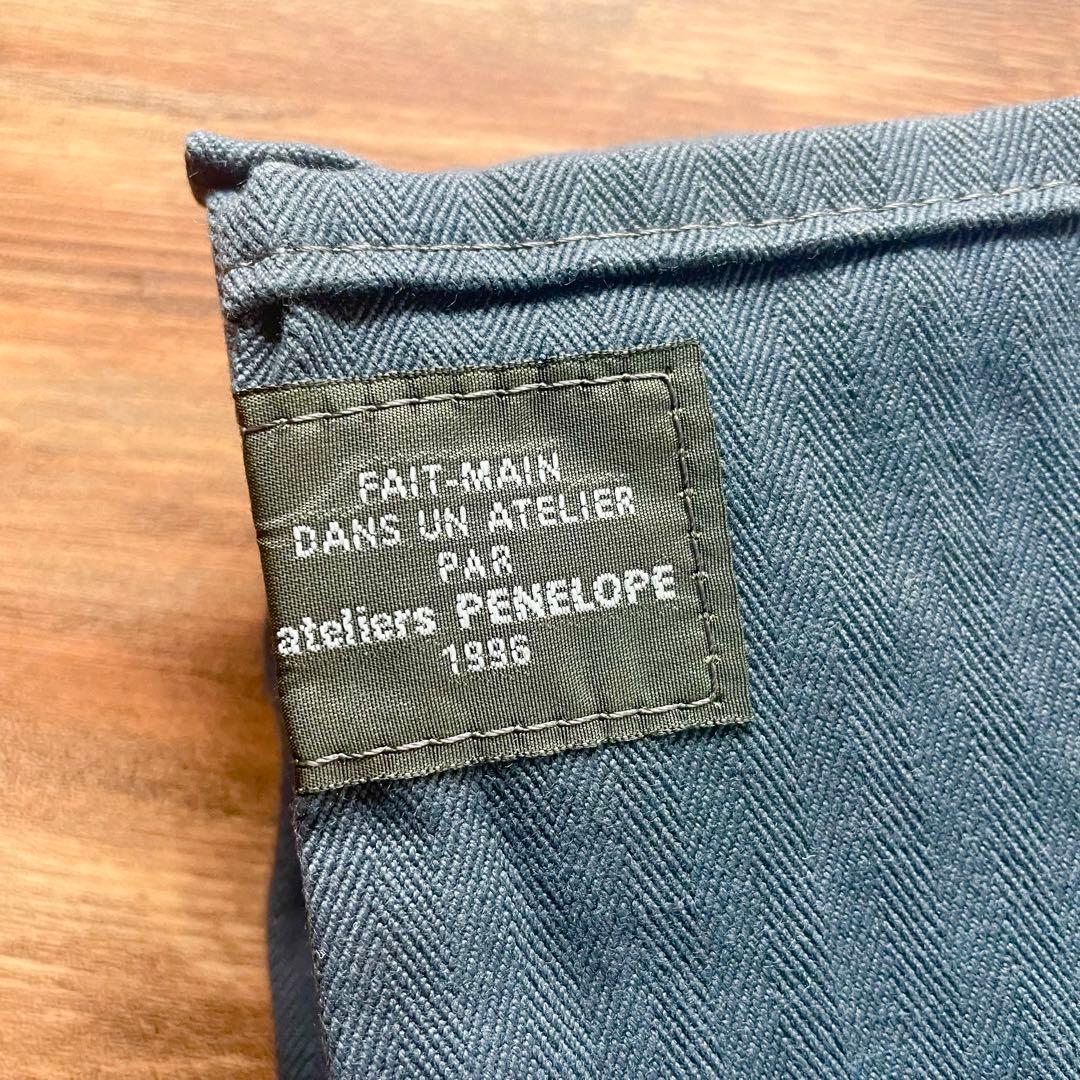 FAIT-MAIN
DANS UN ATELIER
PAR
ateliers PENELOPE
1996